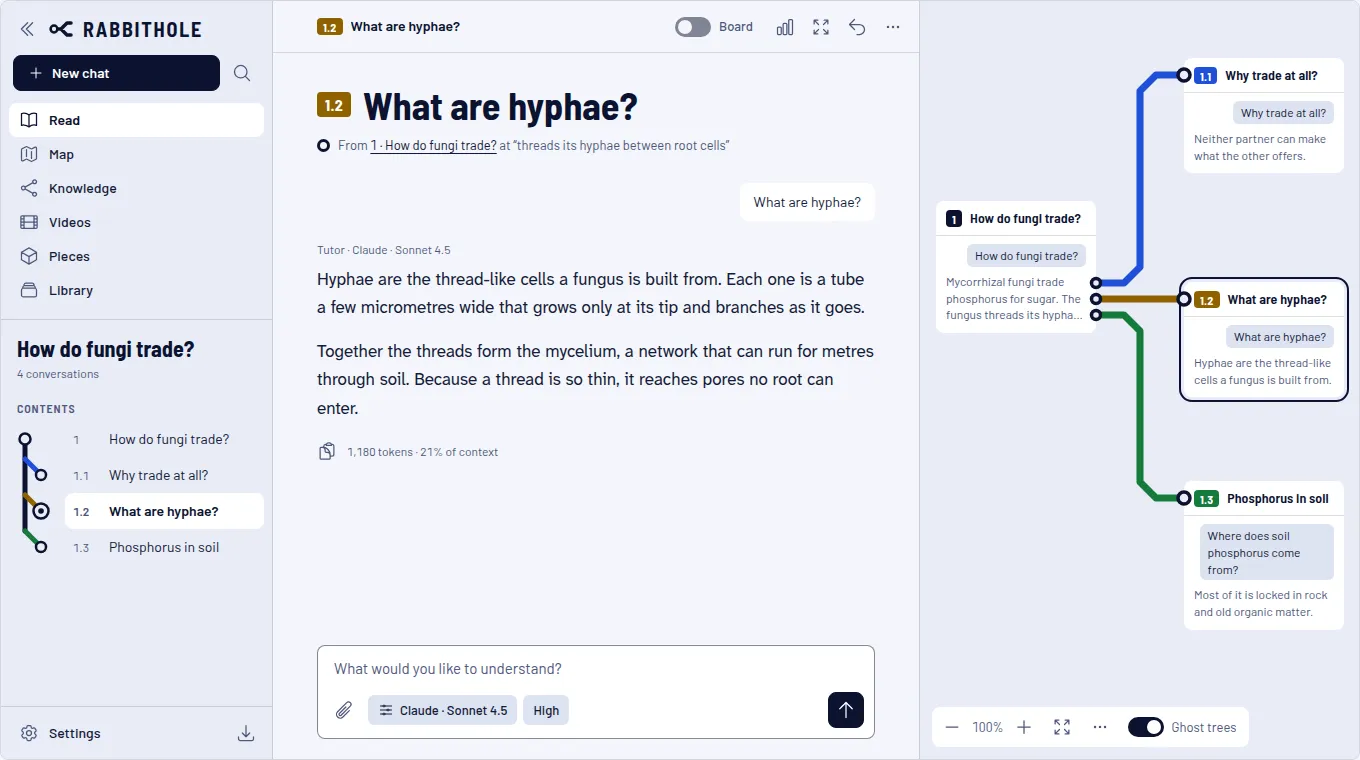 RABBITHOLE
New chat
Read
Map
Knowledge
Videos
Pieces
Library
How do fungi trade?
4 conversations
CONTENTS
1 How do fungi trade?
1.1 Why trade at all?
1.2 What are hyphae?
1.3 Phosphorus in soil
Settings
1.2 What are hyphae?
Board
1.2 What are hyphae?
From 1 · How do fungi trade? at “threads its hyphae between root cells”
What are hyphae?
Tutor · Claude · Sonnet 4.5
Hyphae are the thread-like cells a fungus is built from. Each one is a tube
a few micrometres wide that grows only at its tip and branches as it goes.
Together the threads form the mycelium, a network that can run for metres
through soil. Because a thread is so thin, it reaches pores no root can
enter.
1,180 tokens · 21% of context
What would you like to understand?
Claude · Sonnet 4.5
High
1 How do fungi trade?
How do fungi trade?
Mycorrhizal fungi trade
phosphorus for sugar. The
fungus threads its hypha…
1.1 Why trade at all?
Why trade at all?
Neither partner can make
what the other offers.
1.2 What are hyphae?
What are hyphae?
Hyphae are the thread-like
cells a fungus is built from.
1.3 Phosphorus in soil
Where does soil
phosphorus come
from?
Most of it is locked in rock
and old organic matter.
100%
Ghost trees